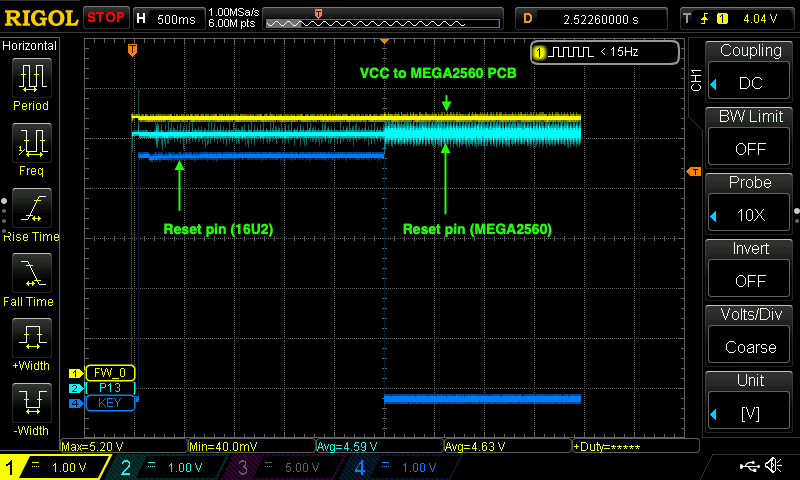 RIGOL STOP H 500ms 1.00MSa/s 6.00M pts T D 2.52260000 s T 1 4.04 V
Horizontal
Period
Freq
Rise Time
Fall Time
+Width
-Width
T
1 < 15Hz
VCC to MEGA2560 PCB
Reset pin (16U2)
Reset pin (MEGA2560)
T
1 FW_0
2 P13
4 KEY
CH1
Coupling
DC
BW Limit
OFF
Probe
10X
Invert
OFF
Volts/Div
Coarse
Unit
[V]
Max=5.20 V Min=40.0mV Avg=4.59 V Avg=4.63 V +Duty=*****
1 1.00 V 2 1.00 V 3 5.00 V 4 1.00 V